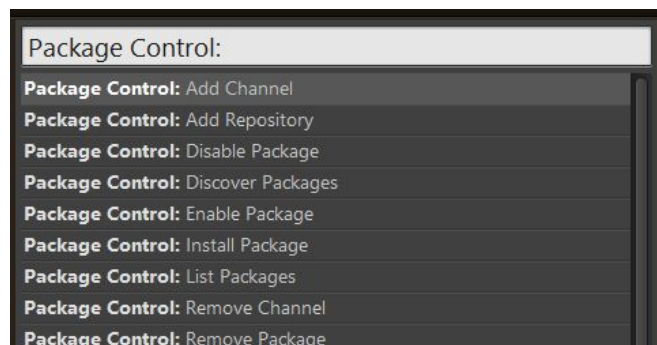 Package Control:
Package Control: Add Channel
Package Control: Add Repository
Package Control: Disable Package
Package Control: Discover Packages
Package Control: Enable Package
Package Control: Install Package
Package Control: List Packages
Package Control: Remove Channel
Package Control: Remove Package